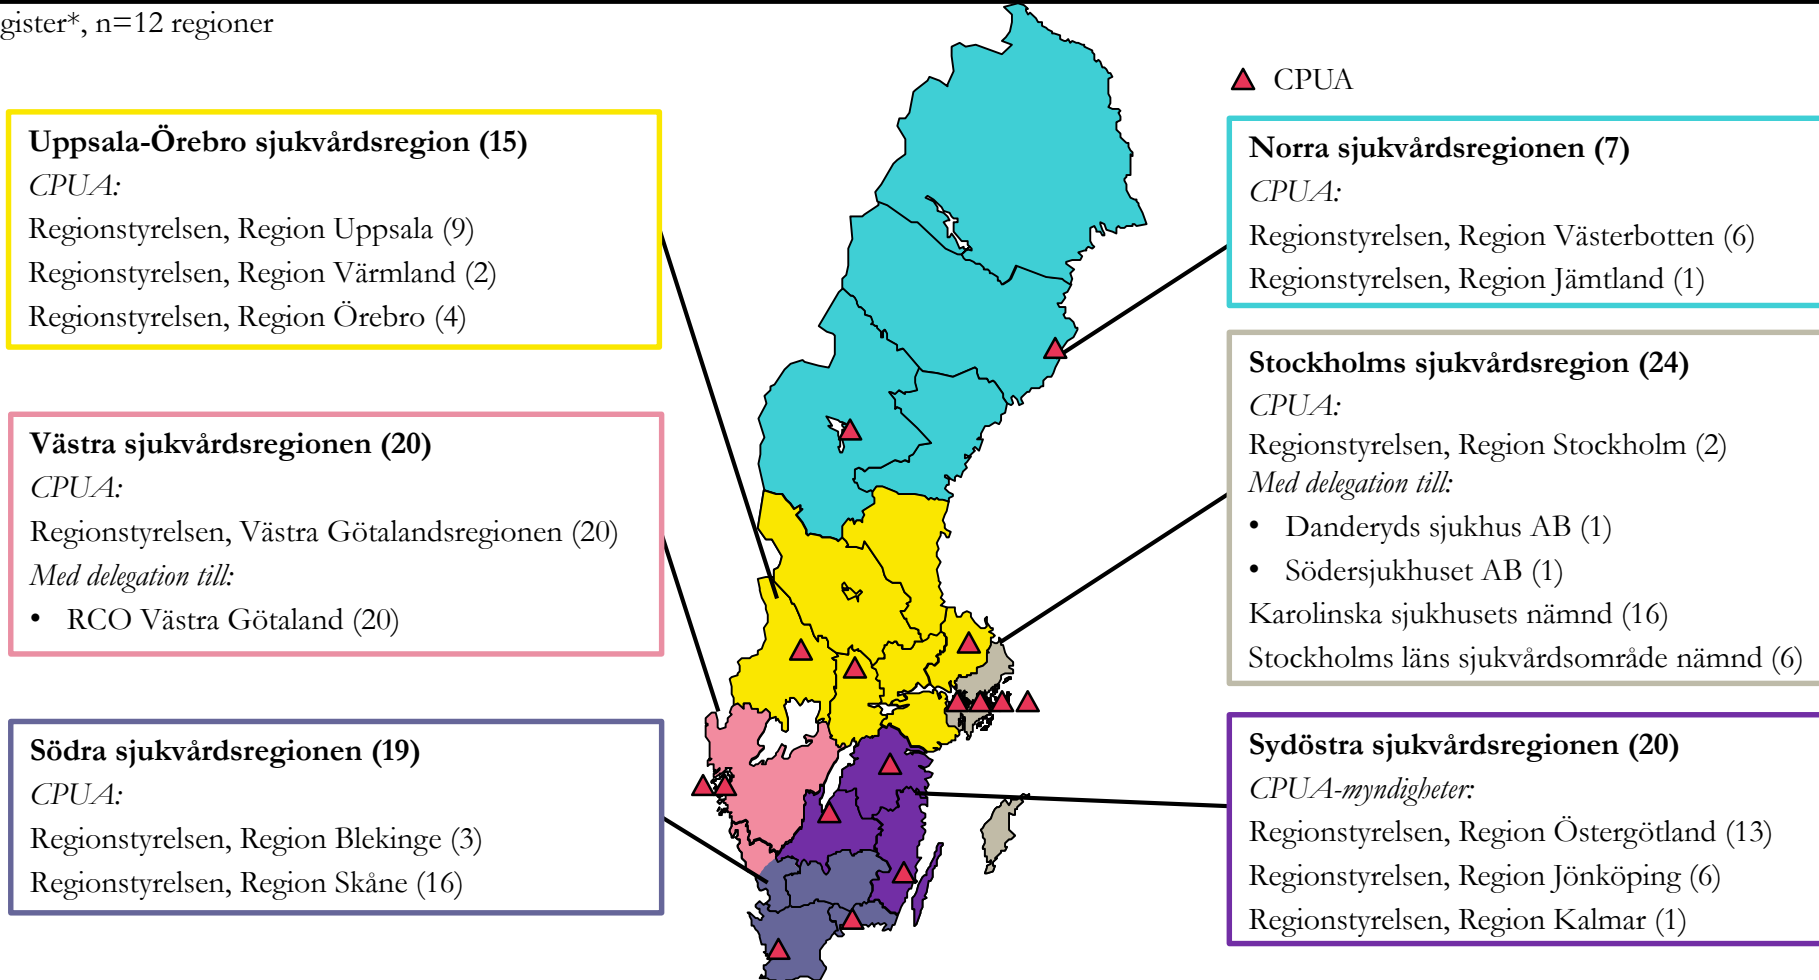 gister*, n=12 regioner
CPUA
Uppsala-Örebro sjukvårdsregion (15)
CPUA:
Regionstyrelsen, Region Uppsala (9)
Regionstyrelsen, Region Värmland (2)
Regionstyrelsen, Region Örebro (4)
Västra sjukvårdsregionen (20)
CPUA:
Regionstyrelsen, Västra Götalandsregionen (20)
Med delegation till:
• RCO Västra Götaland (20)
Södra sjukvårdsregionen (19)
CPUA:
Regionstyrelsen, Region Blekinge (3)
Regionstyrelsen, Region Skåne (16)
Norra sjukvårdsregionen (7)
CPUA:
Regionstyrelsen, Region Västerbotten (6)
Regionstyrelsen, Region Jämtland (1)
Stockholms sjukvårdsregion (24)
CPUA:
Regionstyrelsen, Region Stockholm (2)
Med delegation till:
• Danderyds sjukhus AB (1)
• Södersjukhuset AB (1)
Karolinska sjukhusets nämnd (16)
Stockholms läns sjukvårdsområde nämnd (6)
Sydöstra sjukvårdsregionen (20)
CPUA-myndigheter:
Regionstyrelsen, Region Östergötland (13)
Regionstyrelsen, Region Jönköping (6)
Regionstyrelsen, Region Kalmar (1)